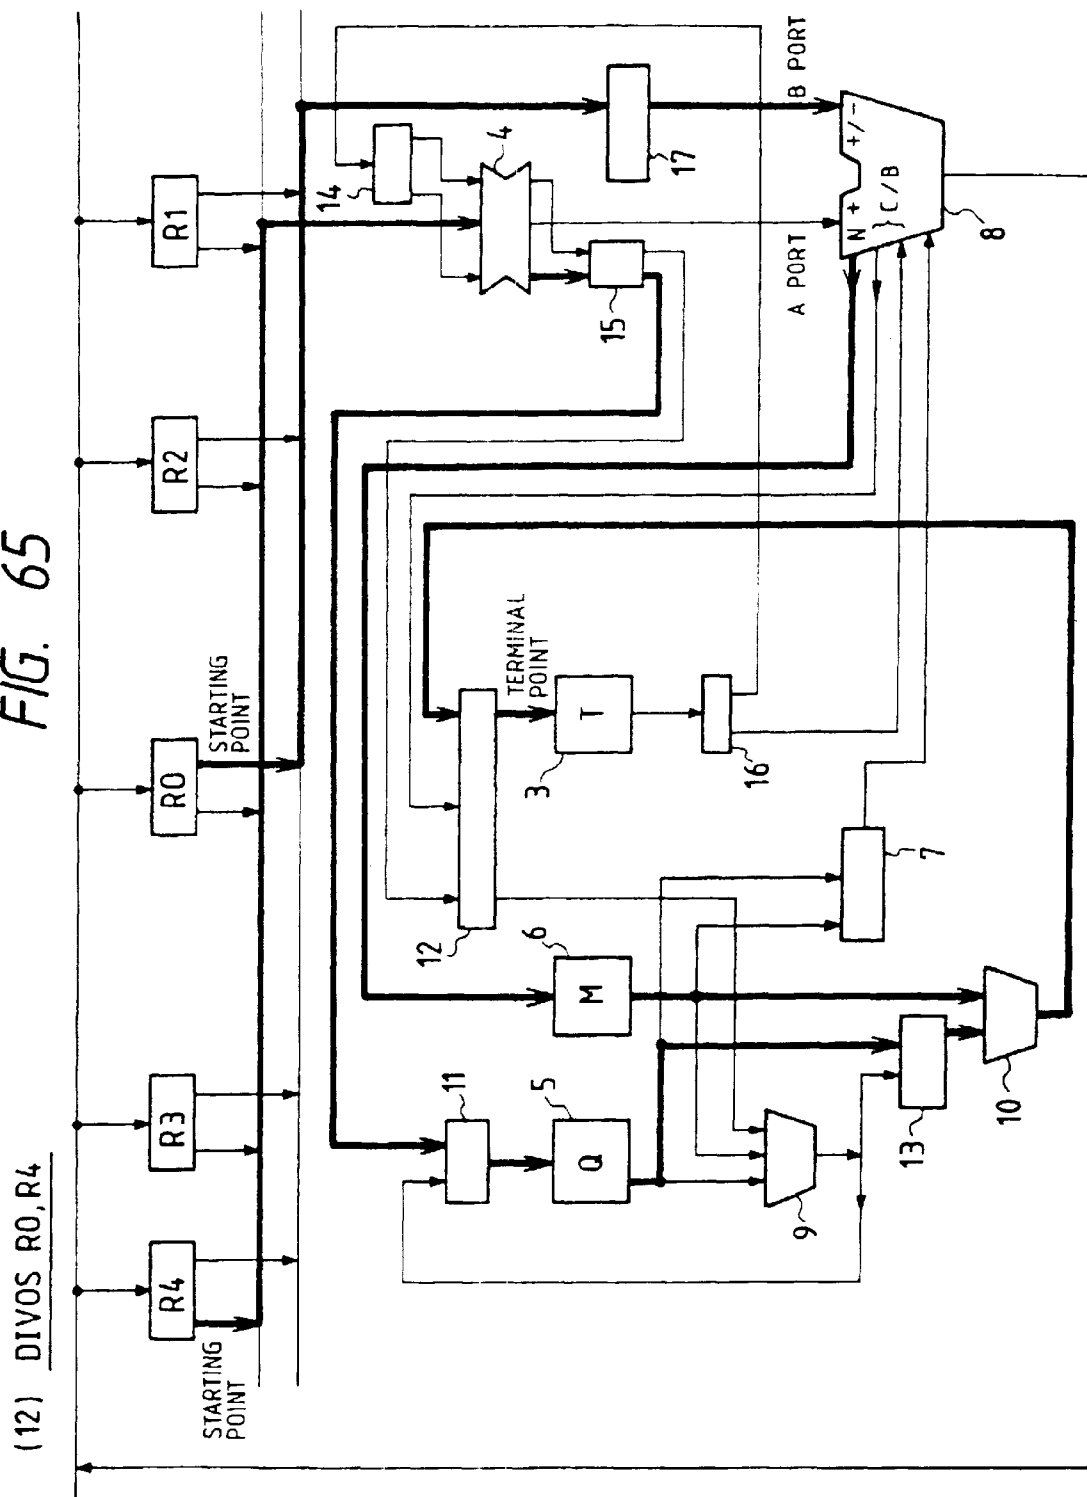 FIG. 65
(12) DIVOS R0, R4
R4
R3
R0
R2
R1
STARTING
POINT
STARTING
POINT
14
4
17
15
B PORT
A PORT
N + +/-
} C/B
8
TERMINAL
POINT
12
T
3
16
11
Q
5
M
6
7
9
13
10